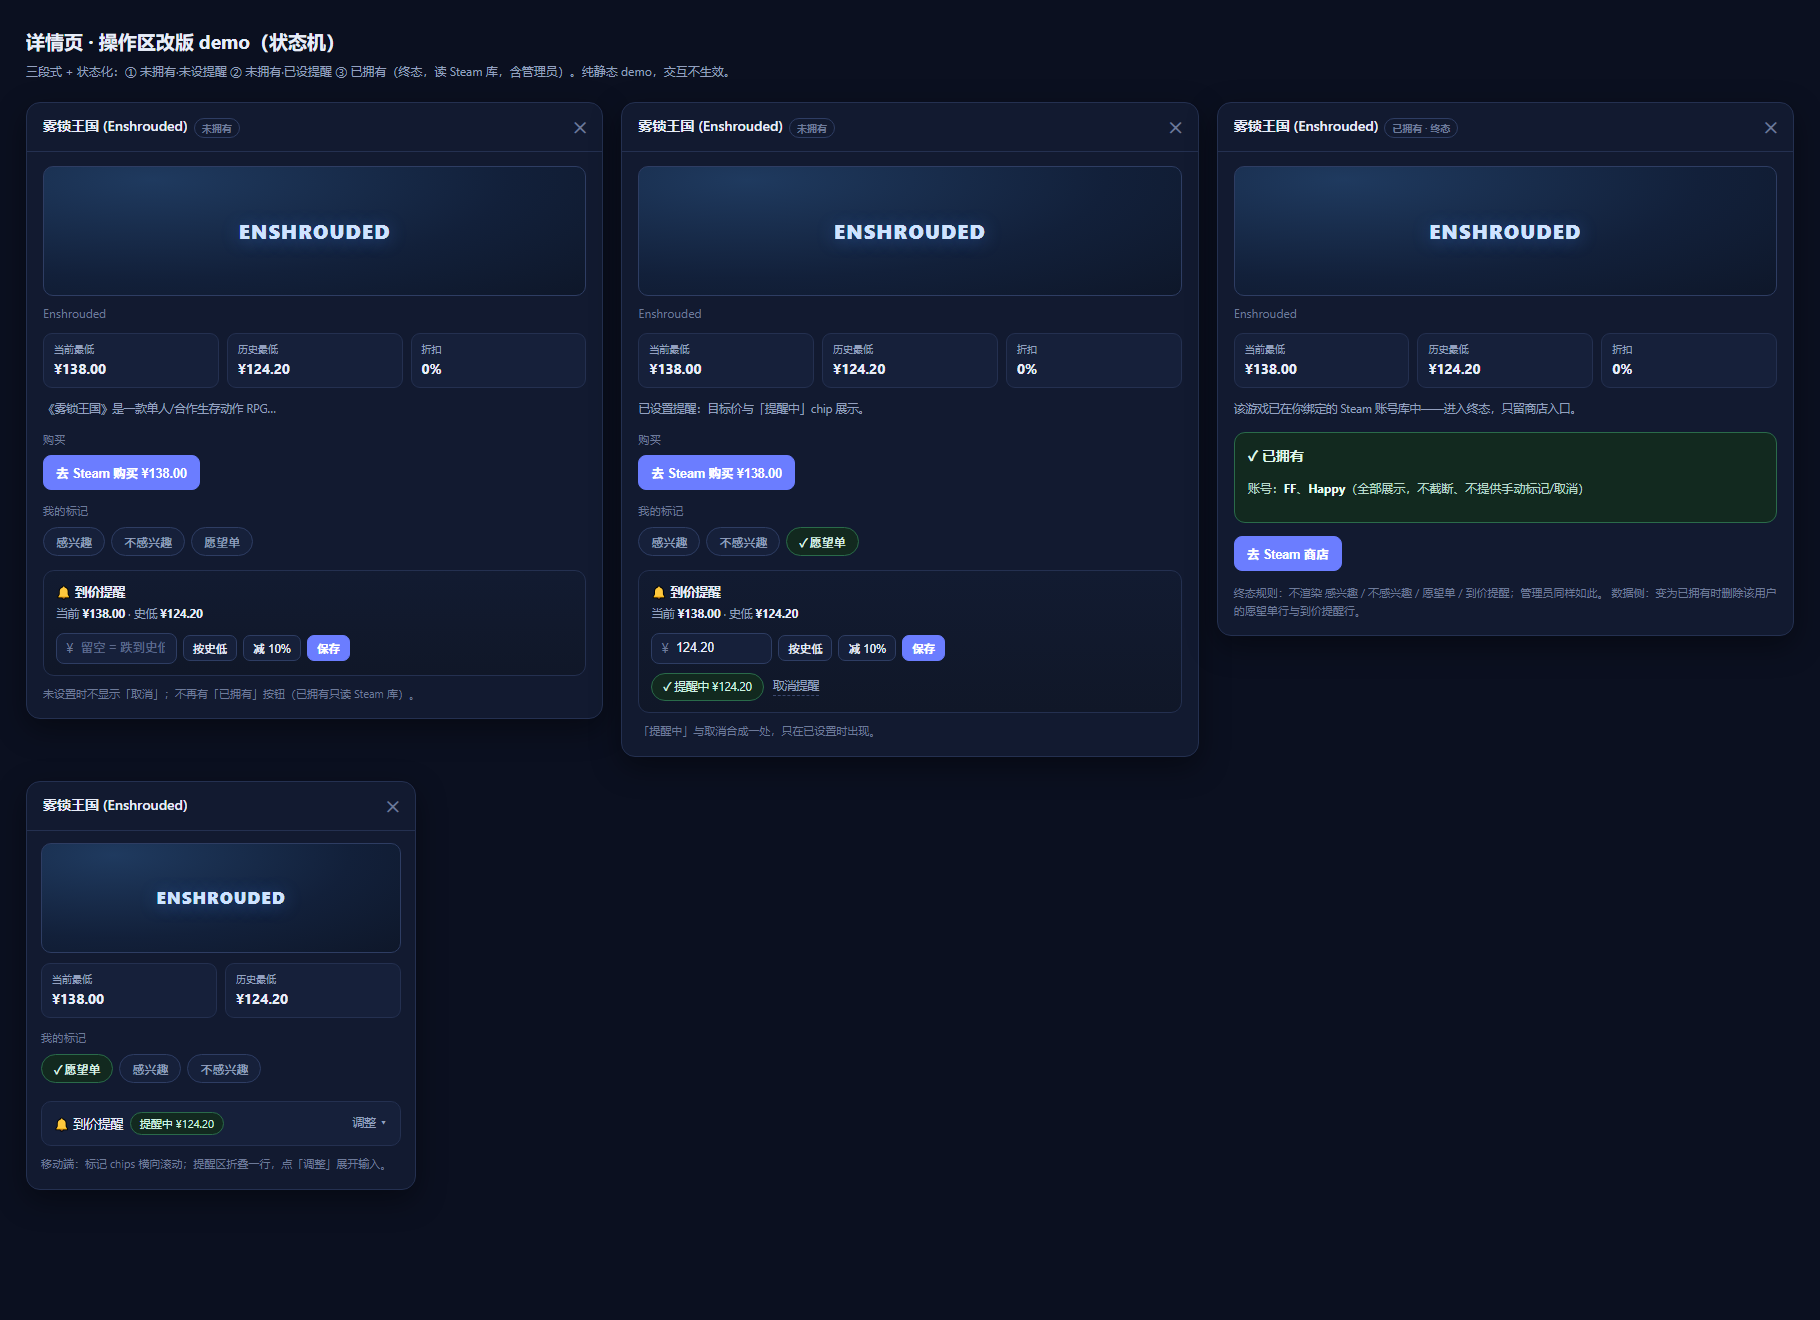 详情页 · 操作区改版 demo（状态机）
三段式 + 状态化：① 未拥有·未设提醒 ② 未拥有·已设提醒 ③ 已拥有（终态，读 Steam 库，含管理员）。纯静态 demo，交互不生效。
雾锁王国 (Enshrouded) 未拥有 ×
ENSHROUDED
Enshrouded
当前最低 历史最低 折扣
¥138.00 ¥124.20 0%
《雾锁王国》是一款单人/合作生存动作 RPG...
购买
去 Steam 购买 ¥138.00
我的标记
感兴趣 不感兴趣 愿望单
🔔 到价提醒
当前 ¥138.00 · 史低 ¥124.20
¥ 留空 = 跌到史低 按史低 减 10% 保存
未设置时不显示「取消」；不再有「已拥有」按钮（已拥有只读 Steam 库）。
雾锁王国 (Enshrouded) 未拥有 ×
ENSHROUDED
Enshrouded
当前最低 历史最低 折扣
¥138.00 ¥124.20 0%
已设置提醒：目标价与「提醒中」chip 展示。
购买
去 Steam 购买 ¥138.00
我的标记
感兴趣 不感兴趣 ✓愿望单
🔔 到价提醒
当前 ¥138.00 · 史低 ¥124.20
¥ 124.20 按史低 减 10% 保存
✓提醒中 ¥124.20 取消提醒
「提醒中」与取消合成一处，只在已设置时出现。
雾锁王国 (Enshrouded) 已拥有 · 终态 ×
ENSHROUDED
Enshrouded
当前最低 历史最低 折扣
¥138.00 ¥124.20 0%
该游戏已在你绑定的 Steam 账号库中——进入终态，只留商店入口。
✓ 已拥有
账号：FF、Happy（全部展示，不截断、不提供手动标记/取消）
去 Steam 商店
终态规则：不渲染 感兴趣 / 不感兴趣 / 愿望单 / 到价提醒；管理员同样如此。 数据侧：变为已拥有时删除该用户
的愿望单行与到价提醒行。
雾锁王国 (Enshrouded) ×
ENSHROUDED
当前最低 历史最低
¥138.00 ¥124.20
我的标记
✓愿望单 感兴趣 不感兴趣
🔔 到价提醒 提醒中 ¥124.20 调整 ▾
移动端：标记 chips 横向滚动；提醒区折叠一行，点「调整」展开输入。